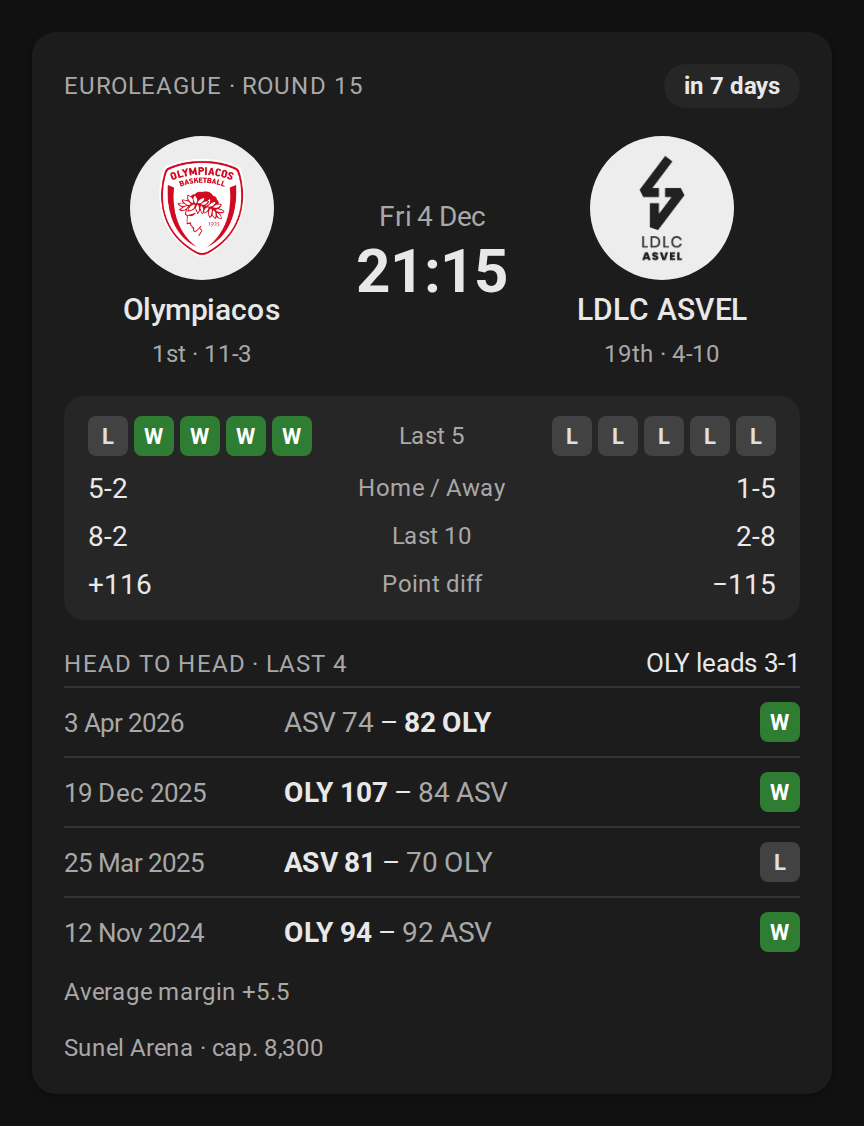 EUROLEAGUE · ROUND 15
in 7 days
OLYMPIACOS
BASKETBALL
1925
LDLC
ASVEL
Fri 4 Dec
21:15
Olympiacos
LDLC ASVEL
1st · 11-3
19th · 4-10
L W W W W Last 5 L L L L L
5-2 Home / Away 1-5
8-2 Last 10 2-8
+116 Point diff −115
HEAD TO HEAD · LAST 4 OLY leads 3-1
3 Apr 2026 ASV 74 – 82 OLY W
19 Dec 2025 OLY 107 – 84 ASV W
25 Mar 2025 ASV 81 – 70 OLY L
12 Nov 2024 OLY 94 – 92 ASV W
Average margin +5.5
Sunel Arena · cap. 8,300